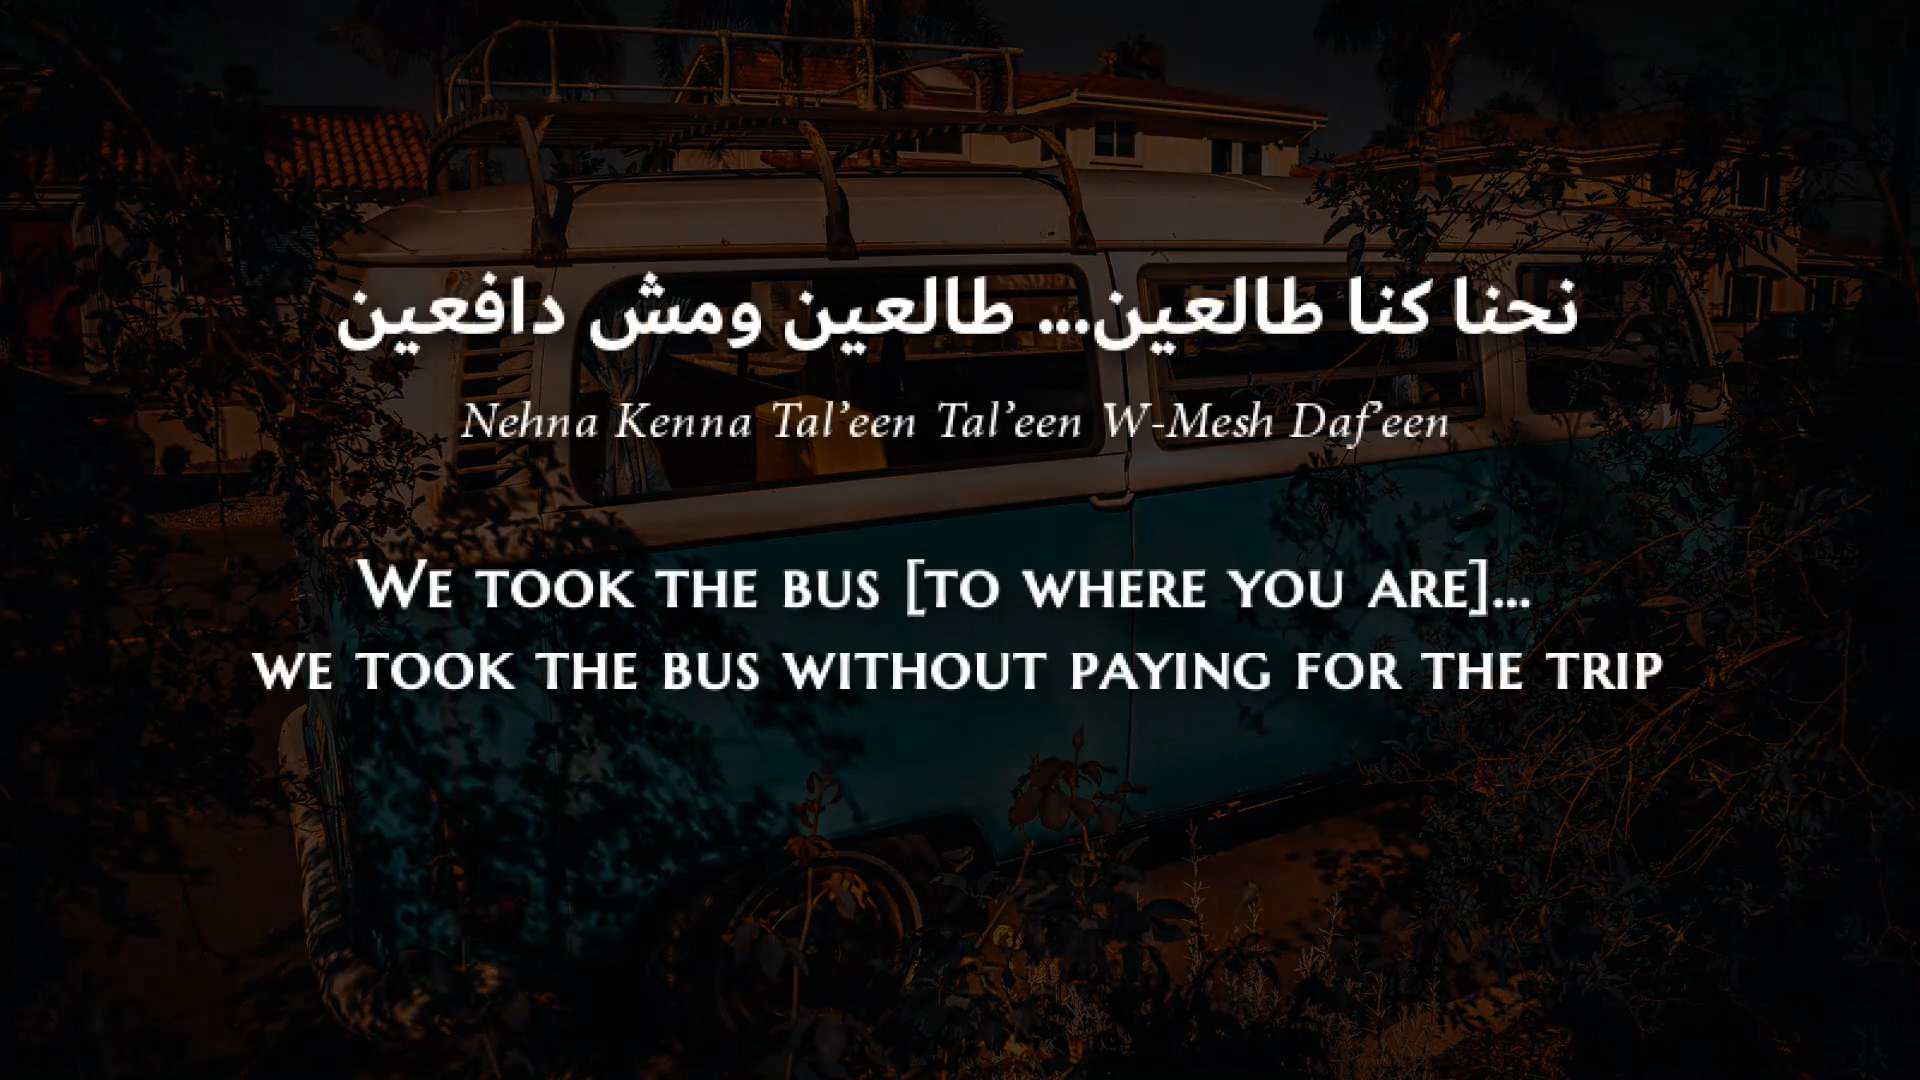 نحنا كنا طالعين... طالعين ومش دافعين
Nehna Kenna Tal’een Tal’een W-Mesh Daf’een
We took the bus [to where you are]...
we took the bus without paying for the trip